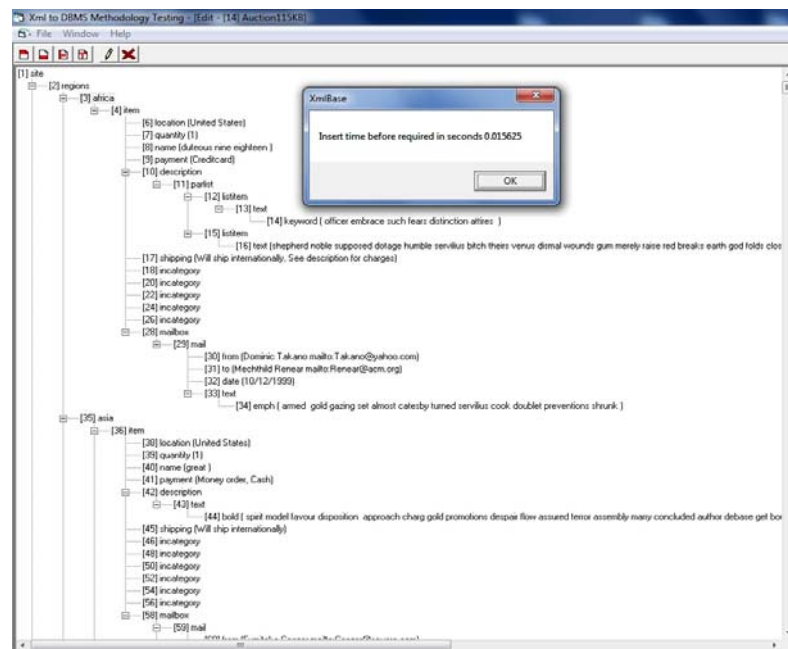 Xml to DBMS Methodology Testing - [Edit - [14] Auction115KB]
File Window Help
[1] site
[2] regions
[3] africa
[4] item
[6] location (United States)
[7] quantity (1)
[8] name (duteous nine eighteen )
[9] payment (Creditcard)
[10] description
[11] parlist
[12] listitem
[13] text
[14] keyword ( officer embrace such fears distinction attires )
[15] listitem
[16] text (shepherd noble supposed dotage humble servilius bitch theirs venus dismal wounds gum merely raise red breaks earth god folds clos
[17] shipping (Will ship internationally, See description for charges)
[18] incategory
[20] incategory
[22] incategory
[24] incategory
[26] incategory
[28] mailbox
[29] mail
[30] from (Dominic Takano mailto:Takano@yahoo.com)
[31] to (Mechthild Renear mailto:Renear@acm.org)
[32] date (10/12/1999)
[33] text
[34] emph ( armed gold gazing set almost catesby turned servilius cook doublet preventions shrunk )
[35] asia
[36] item
[38] location (United States)
[39] quantity (1)
[40] name (great )
[41] payment (Money order, Cash)
[42] description
[43] text
[44] bold ( spirit model favour disposition approach charg gold promotions despair flow assured terror assembly many concluded author debase get bo
[45] shipping (Will ship internationally)
[46] incategory
[48] incategory
[50] incategory
[52] incategory
[54] incategory
[56] incategory
[58] mailbox
[59] mail
XmlBase
Insert time before required in seconds 0.015625
OK